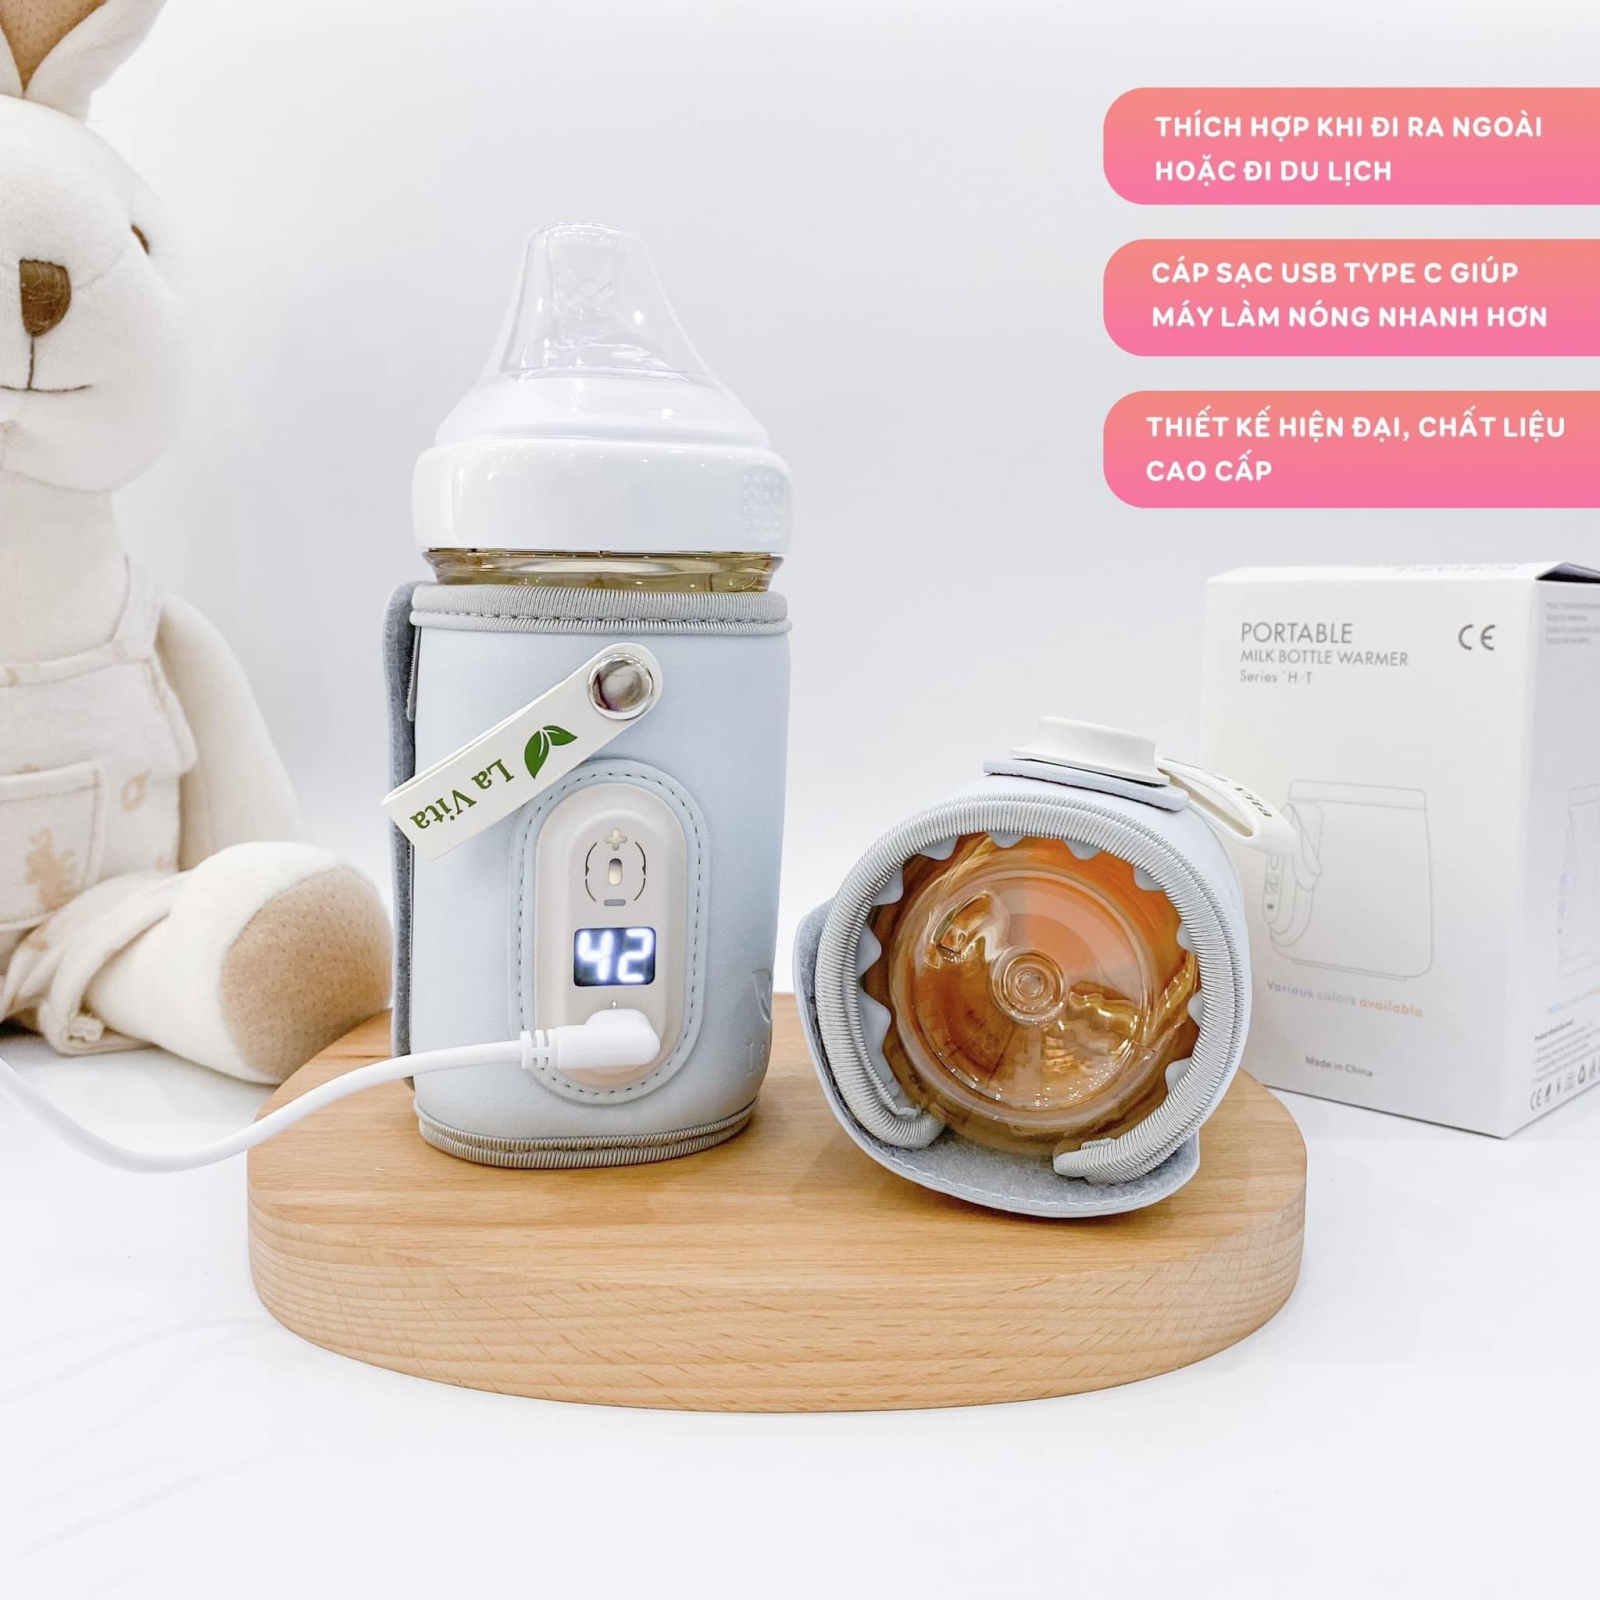 THÍCH HỢP KHI ĐI RA NGOÀI
HOẶC ĐI DU LỊCH
CÁP SẠC USB TYPE C GIÚP
MÁY LÀM NÓNG NHANH HƠN
THIẾT KẾ HIỆN ĐẠI, CHẤT LIỆU
CAO CẤP
PORTABLE
MILK BOTTLE WARMER
Series
CE
La Vita
42
Various colors available
Made in China
CE